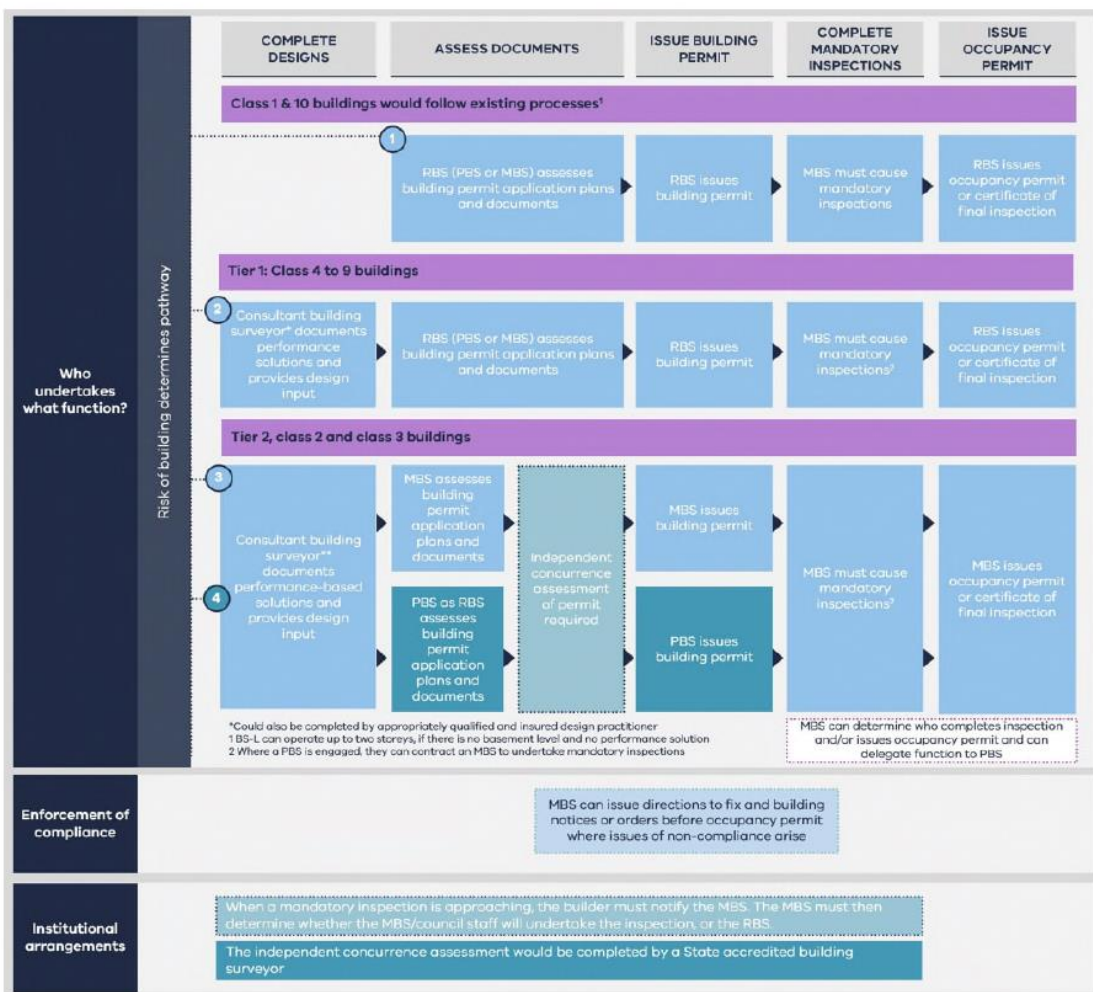 COMPLETE
DESIGNS
ASSESS DOCUMENTS
ISSUE BUILDING
PERMIT
COMPLETE
MANDATORY
INSPECTIONS
ISSUE
OCCUPANCY
PERMIT
Who
undertakes
what function?
Risk of building determines pathway
Class 1 & 10 buildings would follow existing processes¹
1
RBS (PBS or MBS) assesses
building permit application plans
and documents
RBS issues
building permit
MBS must cause
mandatory
inspections
RBS issues
occupancy permit
or certificate of
final inspection
Tier 1: Class 4 to 9 buildings
2
Consultant building
surveyor* documents
performance
solutions and
provides design
input
RBS (PBS or MBS) assesses
building permit application plans
and documents
RBS issues
building permit
MBS must cause
mandatory
inspections²
RBS issues
occupancy permit
or certificate of
final inspection
Tier 2, class 2 and class 3 buildings
3
4
Consultant building
surveyor**
documents
performance-based
solutions and
provides design
input
MBS assesses
building
permit
application
plans and
documents
PBS as RBS
assesses
building
permit
application
plans and
documents
Independent
concurrence
assessment
of permit
required
MBS issues
building permit
PBS issues
building permit
MBS must cause
mandatory
inspections
MBS issues
occupancy permit
or certificate of
final inspection
*Could also be completed by appropriately qualified and insured design practitioner
1 BS-L can operate up to two storeys, if there is no basement level and no performance solution
2 Where a PBS is engaged, they can contract an MBS to undertake mandatory inspections
MBS can determine who completes inspection
and/or issues occupancy permit and can
delegate function to PBS
Enforcement of
compliance
MBS can issue directions to fix and building
notices or orders before occupancy permit
where issues of non-compliance arise
Institutional
arrangements
When a mandatory inspection is approaching, the builder must notify the MBS. The MBS must then
determine whether the MBS/council staff will undertake the inspection, or the RBS.
The independent concurrence assessment would be completed by a State accredited building
surveyor